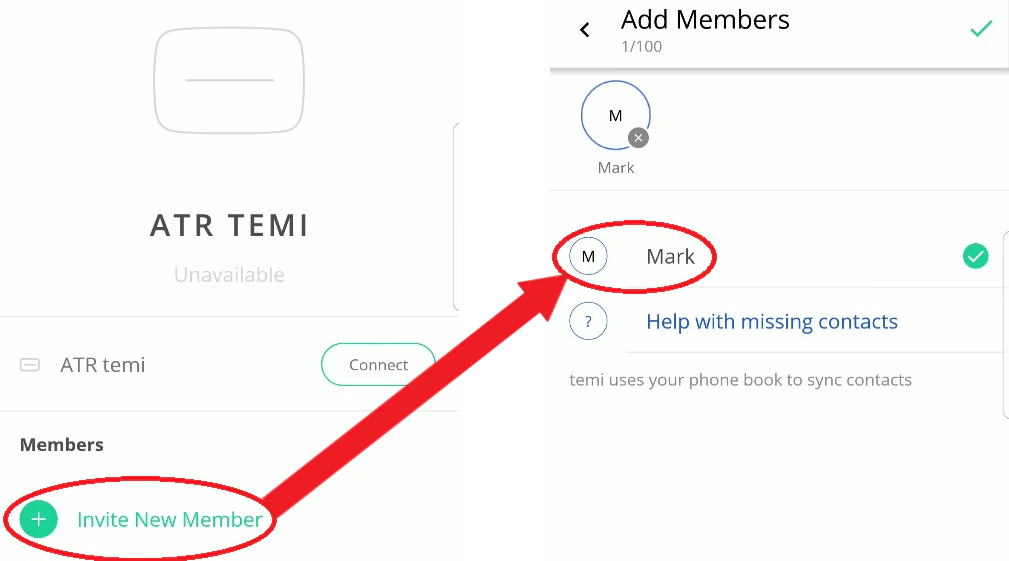 ATR TEMI
Unavailable
ATR temi
Connect
Members
+ Invite New Member
Add Members
1/100
M
Mark
M Mark
? Help with missing contacts
temi uses your phone book to sync contacts